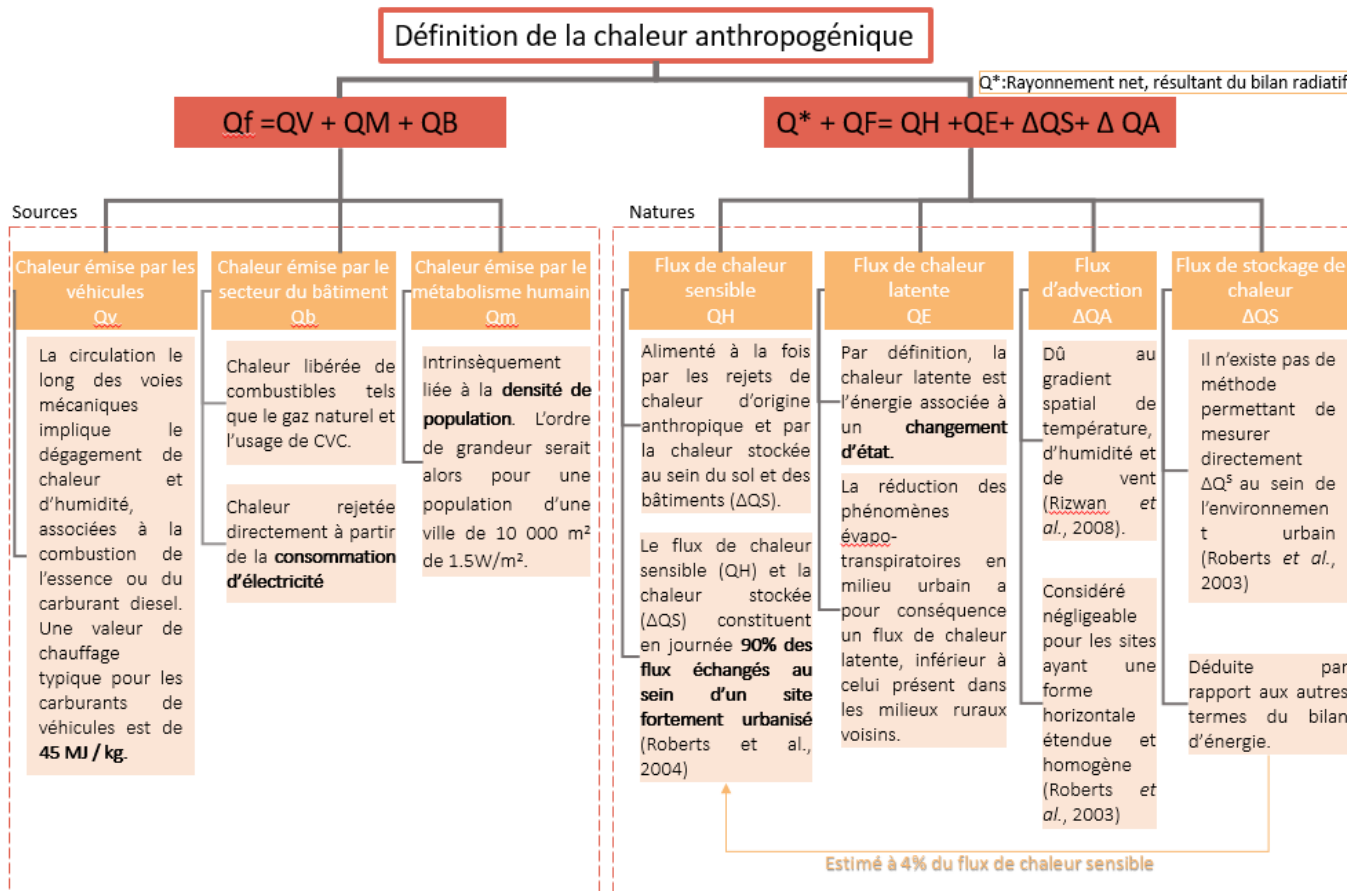 Définition de la chaleur anthropogénique
Q*:Rayonnement net, résultant du bilan radiatif
Qf =QV + QM + QB
Q* + QF= QH +QE+ ΔQS+ Δ QA
Sources
Chaleur émise par les
véhicules
Qv
La circulation le
long des voies
mécaniques
implique le
dégagement de
chaleur et
d'humidité,
associées à la
combustion de
l'essence ou du
carburant diesel.
Une valeur de
chauffage
typique pour les
carburants de
véhicules est de
45 MJ / kg.
Chaleur émise par le
secteur du bâtiment
Qb
Chaleur libérée de
combustibles tels
que le gaz naturel et
l'usage de CVC.
Chaleur rejetée
directement à partir
de la consommation
d'électricité
Chaleur émise par le
métabolisme humain
Qm
Intrinsèquement
liée à la densité de
population. L'ordre
de grandeur serait
alors pour une
population d'une
ville de 10 000 m²
de 1.5W/m².
Natures
Flux de chaleur
sensible
QH
Alimenté à la fois
par les rejets de
chaleur d'origine
anthropique et par
la chaleur stockée
au sein du sol et des
bâtiments (ΔQS).
Le flux de chaleur
sensible (QH) et la
chaleur stockée
(ΔQS) constituent
en journée 90% des
flux échangés au
sein d'un site
fortement urbanisé
(Roberts et al.,
2004)
Flux de chaleur
latente
QE
Par définition, la
chaleur latente est
l'énergie associée à
un changement
d'état.
La réduction des
phénomènes
évapo-
transpiratoires en
milieu urbain a
pour conséquence
un flux de chaleur
latente, inférieur à
celui présent dans
les milieux ruraux
voisins.
Flux
d'advection
ΔQA
Dû au
gradient
spatial de
température,
d'humidité et
de vent
(Rizwan et
al., 2008).
Considéré
négligeable
pour les sites
ayant une
forme
horizontale
étendue et
homogène
(Roberts et
al., 2003)
Flux de stockage de
chaleur
ΔQS
Il n'existe pas de
méthode
permettant de
mesurer
directement
ΔQˢ au sein de
l'environnemen
t urbain
(Roberts et al.,
2003)
Déduite par
rapport aux autres
termes du bilan
d'énergie.
Estimé à 4% du flux de chaleur sensible